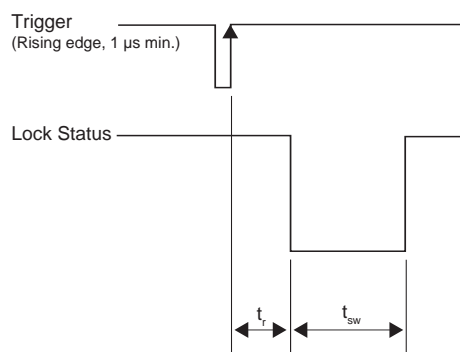 Trigger
(Rising edge, 1 µs min.)
Lock Status
tr
tsw